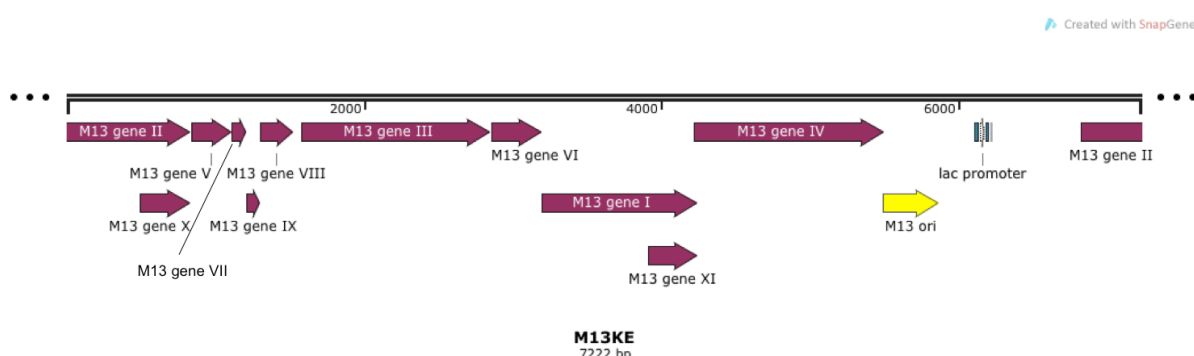 Created with SnapGene
2000
4000
6000
M13 gene II
M13 gene III
M13 gene IV
M13 gene VI
M13 gene II
M13 gene V
M13 gene VIII
lac promoter
M13 gene I
M13 gene X
M13 gene IX
M13 ori
M13 gene VII
M13 gene XI
M13KE
7222 bp